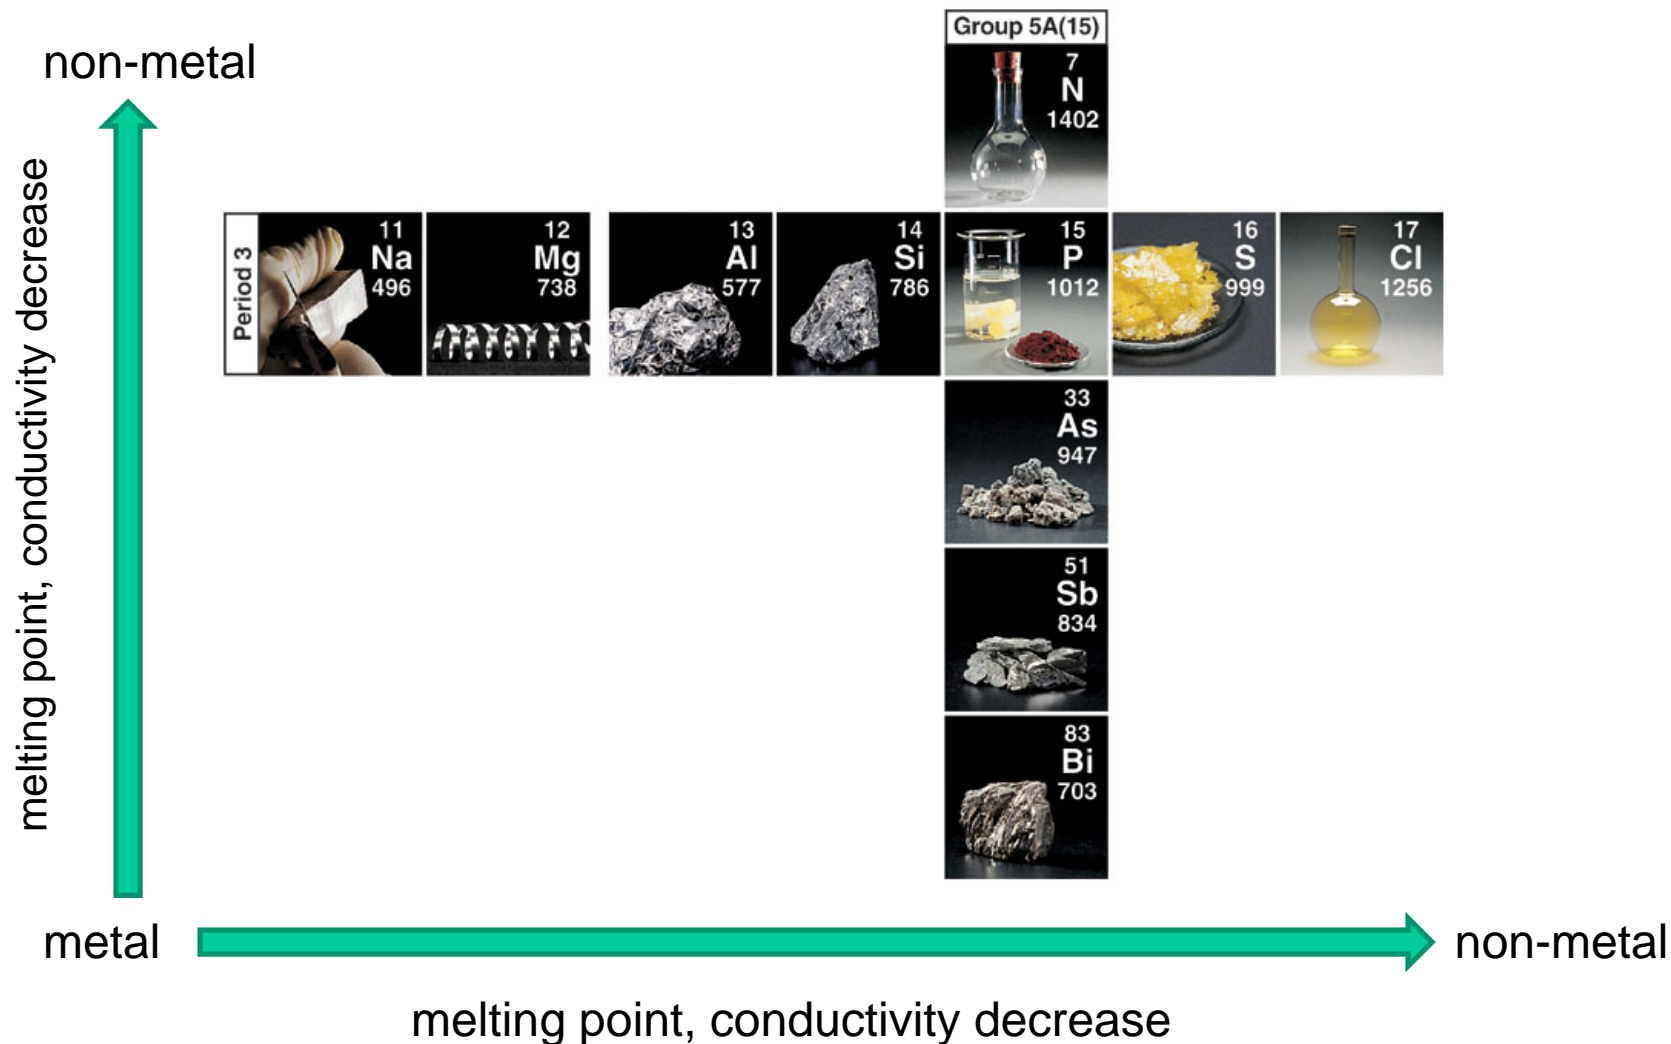 non-metal
melting point, conductivity decrease
Group 5A(15)
7
N
1402
Period 3
11
Na
496
12
Mg
738
13
Al
577
14
Si
786
15
P
1012
16
S
999
17
Cl
1256
33
As
947
51
Sb
834
83
Bi
703
metal
non-metal
melting point, conductivity decrease